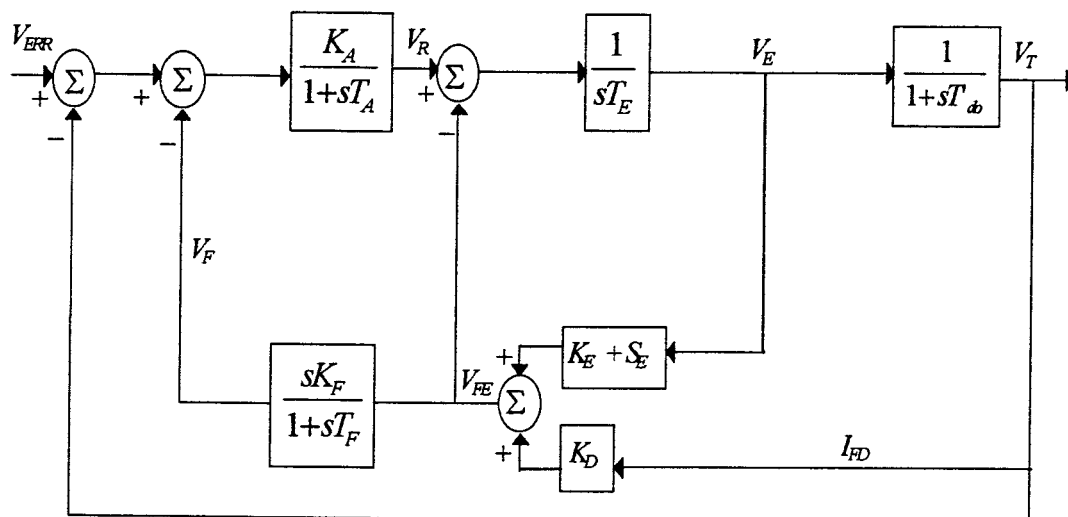 V_ERR
+
Σ
−
+
Σ
−
K_A
1+sT_A
V_R
+
Σ
−
1
sT_E
V_E
1
1+sT_do
V_T
V_F
sK_F
1+sT_F
V_FE
+
Σ
+
K_E + S_E
K_D
I_FD